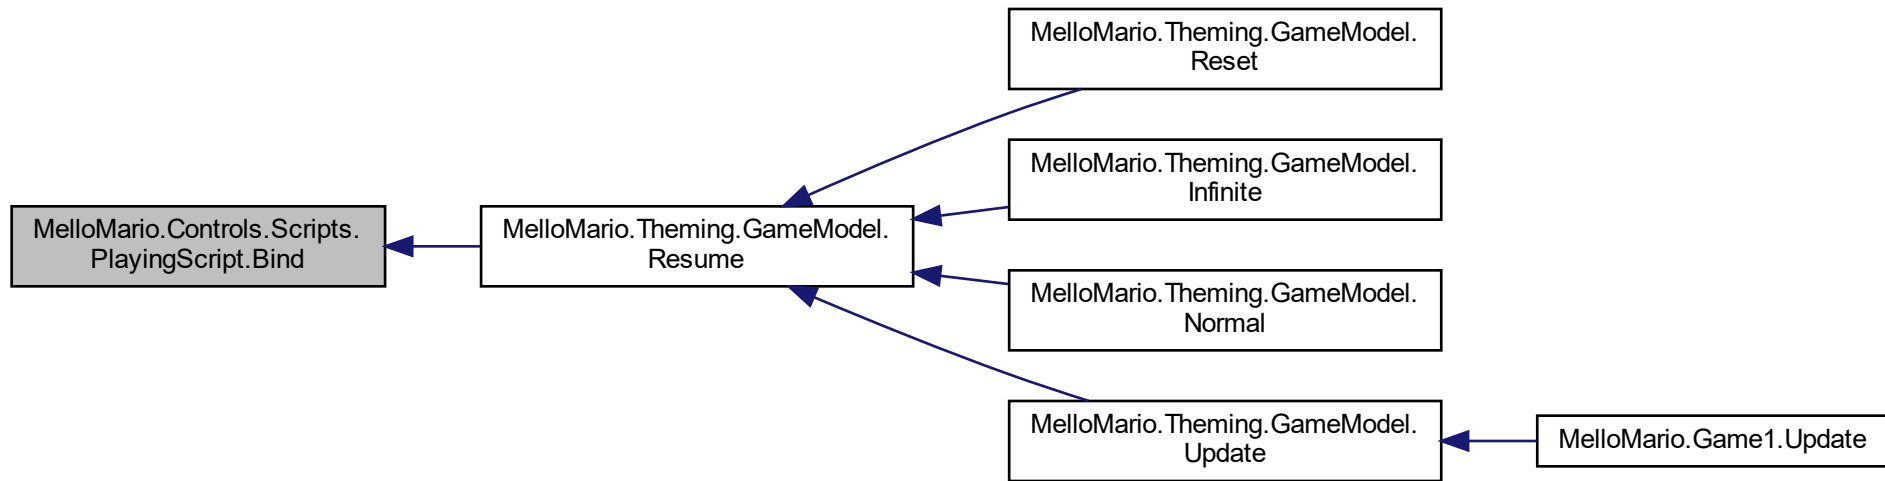 MelloMario.Theming.GameModel.
Reset
MelloMario.Theming.GameModel.
Infinite
MelloMario.Controls.Scripts.
PlayingScript.Bind
MelloMario.Theming.GameModel.
Resume
MelloMario.Theming.GameModel.
Normal
MelloMario.Theming.GameModel.
Update
MelloMario.Game1.Update